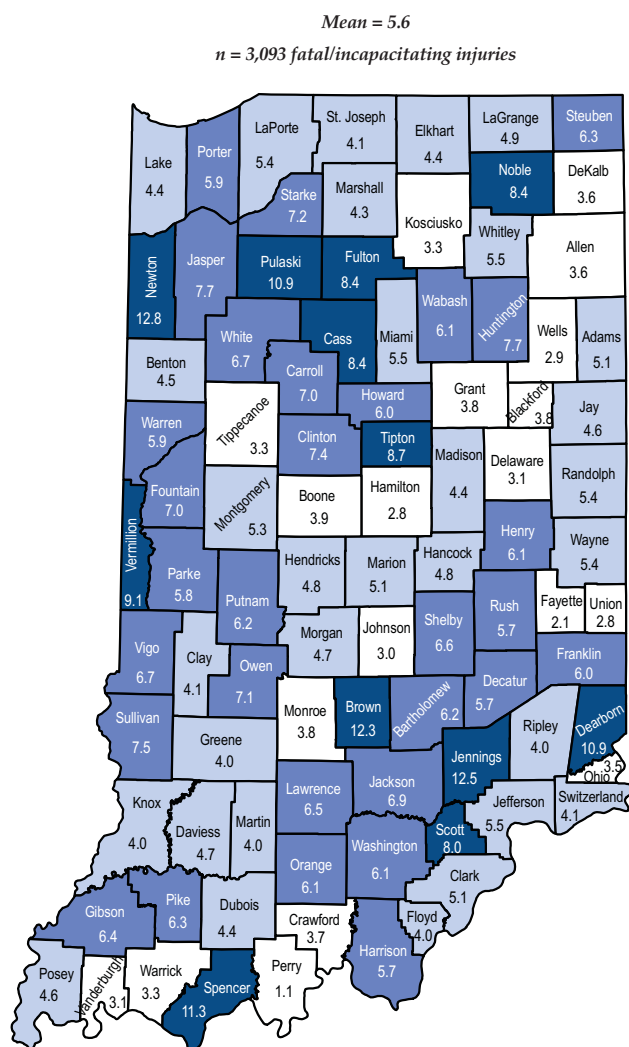 Mean = 5.6
n = 3,093 fatal/incapacitating injuries
Lake
4.4
Porter
5.9
LaPorte
5.4
St. Joseph
4.1
Elkhart
4.4
LaGrange
4.9
Steuben
6.3
Noble
8.4
DeKalb
3.6
Starke
7.2
Marshall
4.3
Kosciusko
3.3
Whitley
5.5
Allen
3.6
Newton
12.8
Jasper
7.7
Pulaski
10.9
Fulton
8.4
Wabash
6.1
Huntington
7.7
White
6.7
Cass
8.4
Miami
5.5
Wells
2.9
Adams
5.1
Benton
4.5
Carroll
7.0
Howard
6.0
Grant
3.8
Blackford
3.8
Jay
4.6
Warren
5.9
Tippecanoe
3.3
Clinton
7.4
Tipton
8.7
Madison
4.4
Delaware
3.1
Randolph
5.4
Fountain
7.0
Montgomery
5.3
Boone
3.9
Hamilton
2.8
Vermillion
9.1
Parke
5.8
Putnam
6.2
Hendricks
4.8
Marion
5.1
Hancock
4.8
Henry
6.1
Wayne
5.4
Vigo
6.7
Clay
4.1
Owen
7.1
Morgan
4.7
Johnson
3.0
Shelby
6.6
Rush
5.7
Fayette
2.1
Union
2.8
Franklin
6.0
Sullivan
7.5
Greene
4.0
Monroe
3.8
Brown
12.3
Bartholomew
6.2
Decatur
5.7
Jennings
12.5
Ripley
4.0
Dearborn
10.9
Ohio
3.5
Knox
4.0
Daviess
4.7
Martin
4.0
Lawrence
6.5
Jackson
6.9
Jefferson
5.5
Switzerland
4.1
Scott
8.0
Orange
6.1
Washington
6.1
Clark
5.1
Gibson
6.4
Pike
6.3
Dubois
4.4
Crawford
3.7
Floyd
4.0
Harrison
5.7
Posey
4.6
Vanderburgh
3.1
Warrick
3.3
Spencer
11.3
Perry
1.1